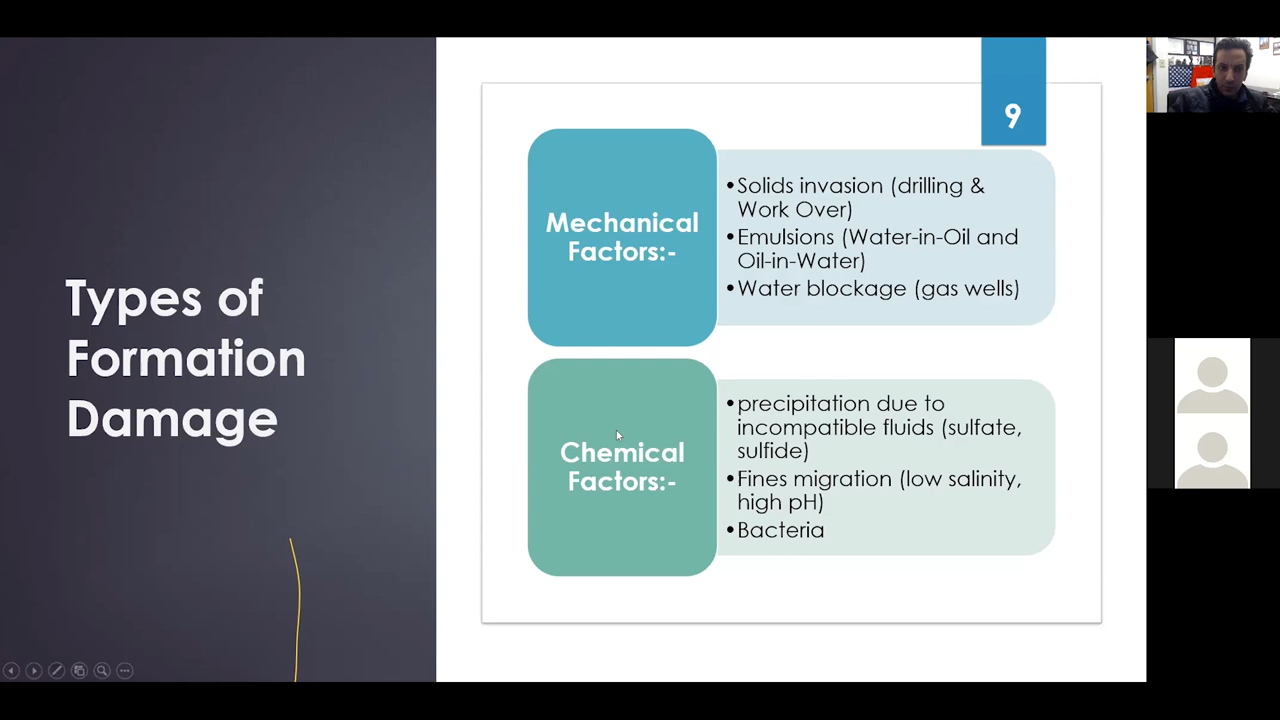 Types of
Formation
Damage
9
Mechanical
Factors:-
•Solids invasion (drilling &
Work Over)
•Emulsions (Water-in-Oil and
Oil-in-Water)
•Water blockage (gas wells)
Chemical
Factors:-
•precipitation due to
incompatible fluids (sulfate,
sulfide)
•Fines migration (low salinity,
high pH)
•Bacteria